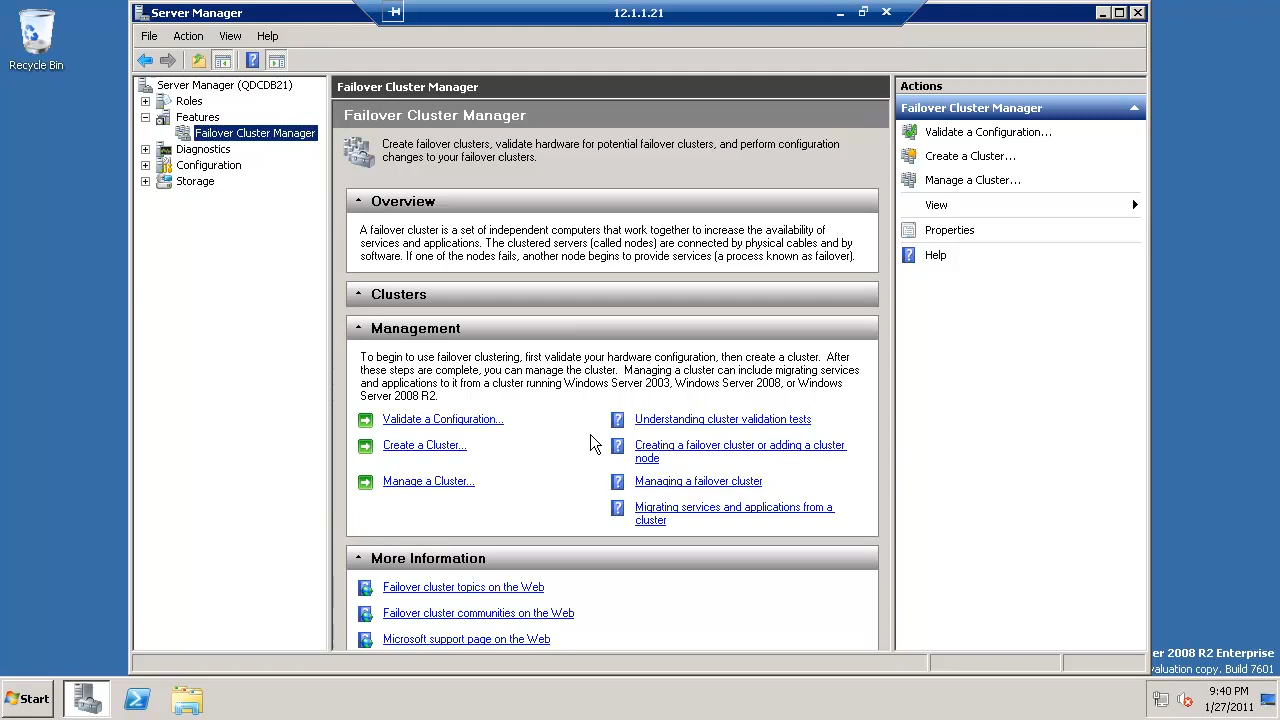 Recycle Bin
Server Manager
12.1.1.21
File Action View Help
Server Manager (QDCDB21)
Roles
Features
Failover Cluster Manager
Diagnostics
Configuration
Storage
Failover Cluster Manager
Failover Cluster Manager
Create failover clusters, validate hardware for potential failover clusters, and perform configuration
changes to your failover clusters.
Overview
A failover cluster is a set of independent computers that work together to increase the availability of
services and applications. The clustered servers (called nodes) are connected by physical cables and by
software. If one of the nodes fails, another node begins to provide services (a process known as failover).
Clusters
Management
To begin to use failover clustering, first validate your hardware configuration, then create a cluster. After
these steps are complete, you can manage the cluster. Managing a cluster can include migrating services
and applications to it from a cluster running Windows Server 2003, Windows Server 2008, or Windows
Server 2008 R2.
Validate a Configuration...
Create a Cluster...
Manage a Cluster...
Understanding cluster validation tests
Creating a failover cluster or adding a cluster
node
Managing a failover cluster
Migrating services and applications from a
cluster
More Information
Failover cluster topics on the Web
Failover cluster communities on the Web
Microsoft support page on the Web
Actions
Failover Cluster Manager
Validate a Configuration...
Create a Cluster...
Manage a Cluster...
View
Properties
Help
er 2008 R2 Enterprise
valuation copy. Build 7601
Start
9:40 PM
1/27/2011